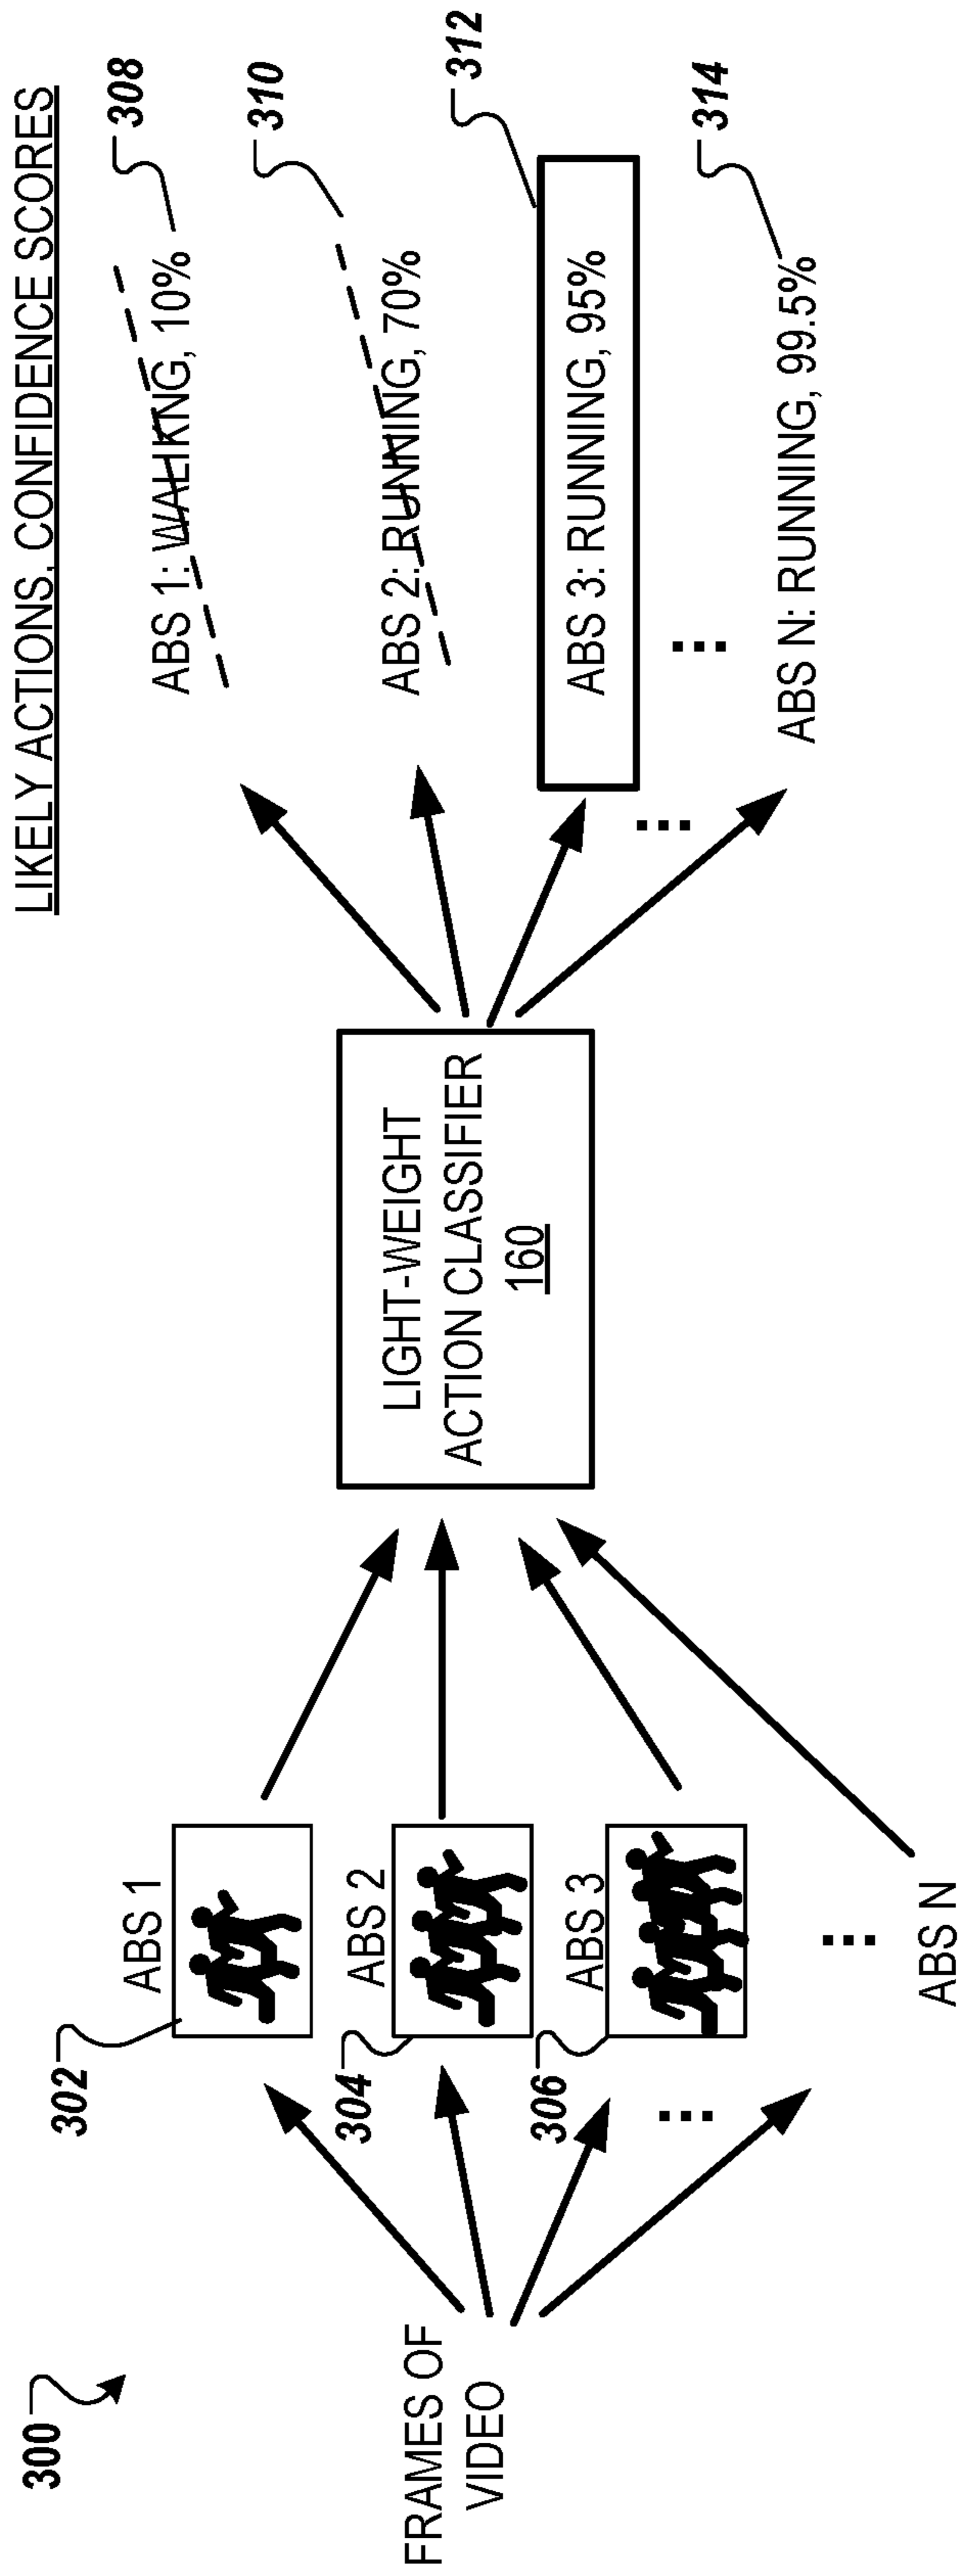 300
FRAMES OF
VIDEO
302
ABS 1
304
ABS 2
306
ABS 3
...
...
ABS N
LIGHT-WEIGHT
ACTION CLASSIFIER
160
LIKELY ACTIONS, CONFIDENCE SCORES
308
ABS 1: WALIKNG, 10%
310
ABS 2: RUNNING, 70%
312
ABS 3: RUNNING, 95%
...
...
314
ABS N: RUNNING, 99.5%